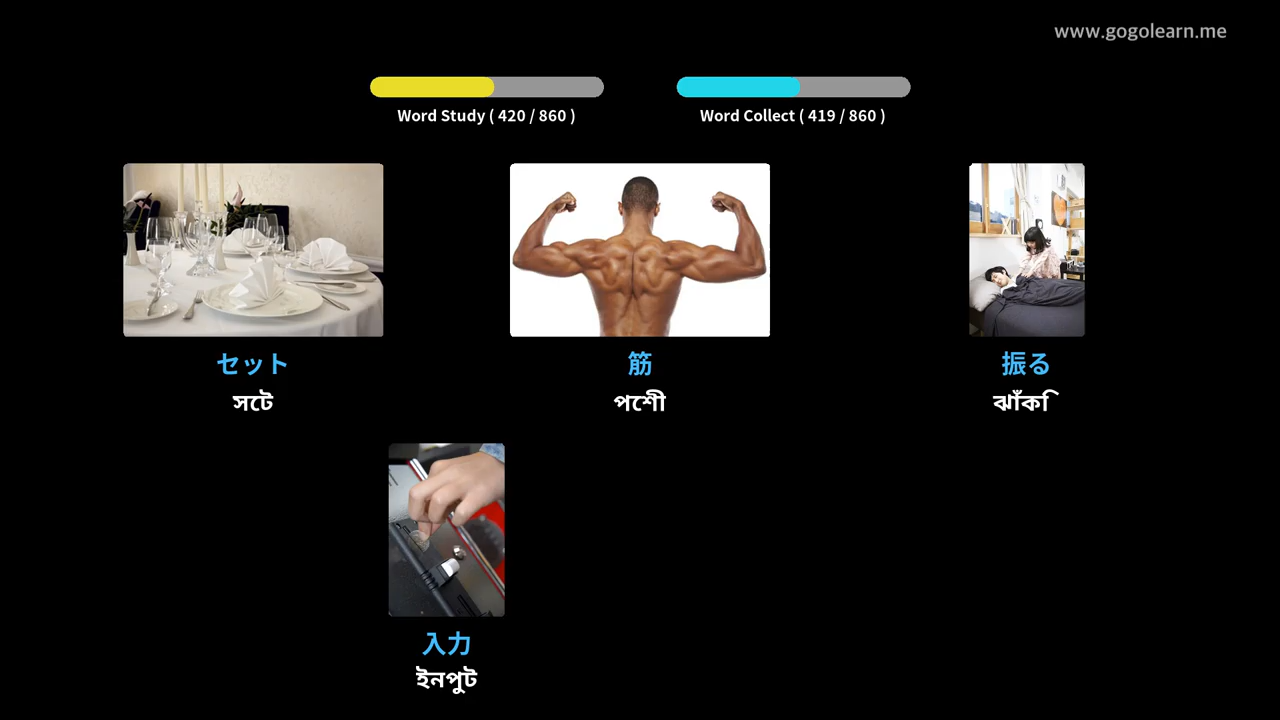 www.gogolearn.me
Word Study ( 420 / 860 )
Word Collect ( 419 / 860 )
セット
সেট
筋
পেশী
振る
ঝাঁকি
入力
ইনপুট